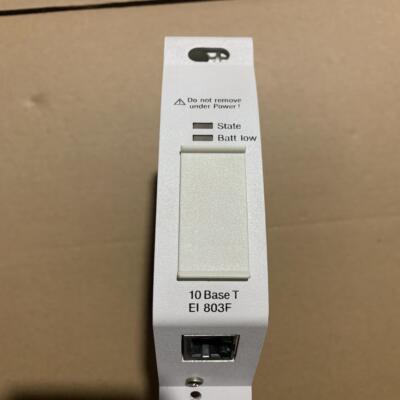 Do not remove
under Power!
State
Batt low
10 Base T
EI 803F